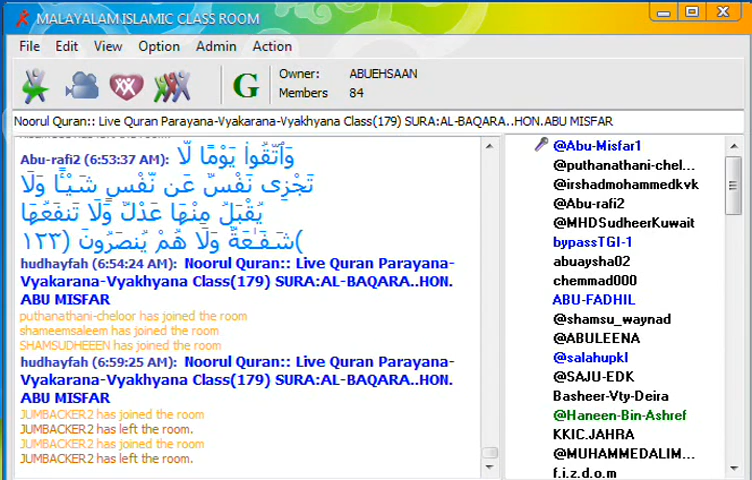 MALAYALAM ISLAMIC CLASS ROOM
File Edit View Option Admin Action
G
Owner: ABUEHSAAN
Members 84
Noorul Quran:: Live Quran Parayana-Vyakarana-Vyakhyana Class(179) SURA:AL-BAQARA..HON.ABU MISFAR
Abu-rafi2 (6:53:37 AM): وَٱتَّقُوا۟ يَوْمًا لَّا
تَجْزِى نَفْسٌ عَن نَّفْسٍ شَيْـًٔا وَلَا
يُقْبَلُ مِنْهَا عَدْلٌ وَلَا تَنفَعُهَا
شَفَـٰعَةٌ وَلَا هُمْ يُنصَرُونَ (١٢٣)
hudhayfah (6:54:24 AM): Noorul Quran:: Live Quran Parayana-
Vyakarana-Vyakhyana Class(179) SURA:AL-BAQARA..HON.
ABU MISFAR
puthanathani-cheloor has joined the room
shameemsaleem has joined the room
SHAMSUDHEEEN has joined the room
hudhayfah (6:59:25 AM): Noorul Quran:: Live Quran Parayana-
Vyakarana-Vyakhyana Class(179) SURA:AL-BAQARA..HON.
ABU MISFAR
JUMBACKER2 has joined the room
JUMBACKER2 has left the room.
JUMBACKER2 has joined the room
JUMBACKER2 has left the room.
@Abu-Misfar1
@puthanathani-chel...
@irshadmohammedkvk
@Abu-rafi2
@MHDSudheerKuwait
bypassTGI-1
abuaysha02
chemmad000
ABU-FADHIL
@shamsu_waynad
@ABULEENA
@salahupkl
@SAJU-EDK
Basheer-Vty-Deira
@Haneen-Bin-Ashref
KKIC.JAHRA
@MUHAMMEDALIM...
f.i.z.d.o.m